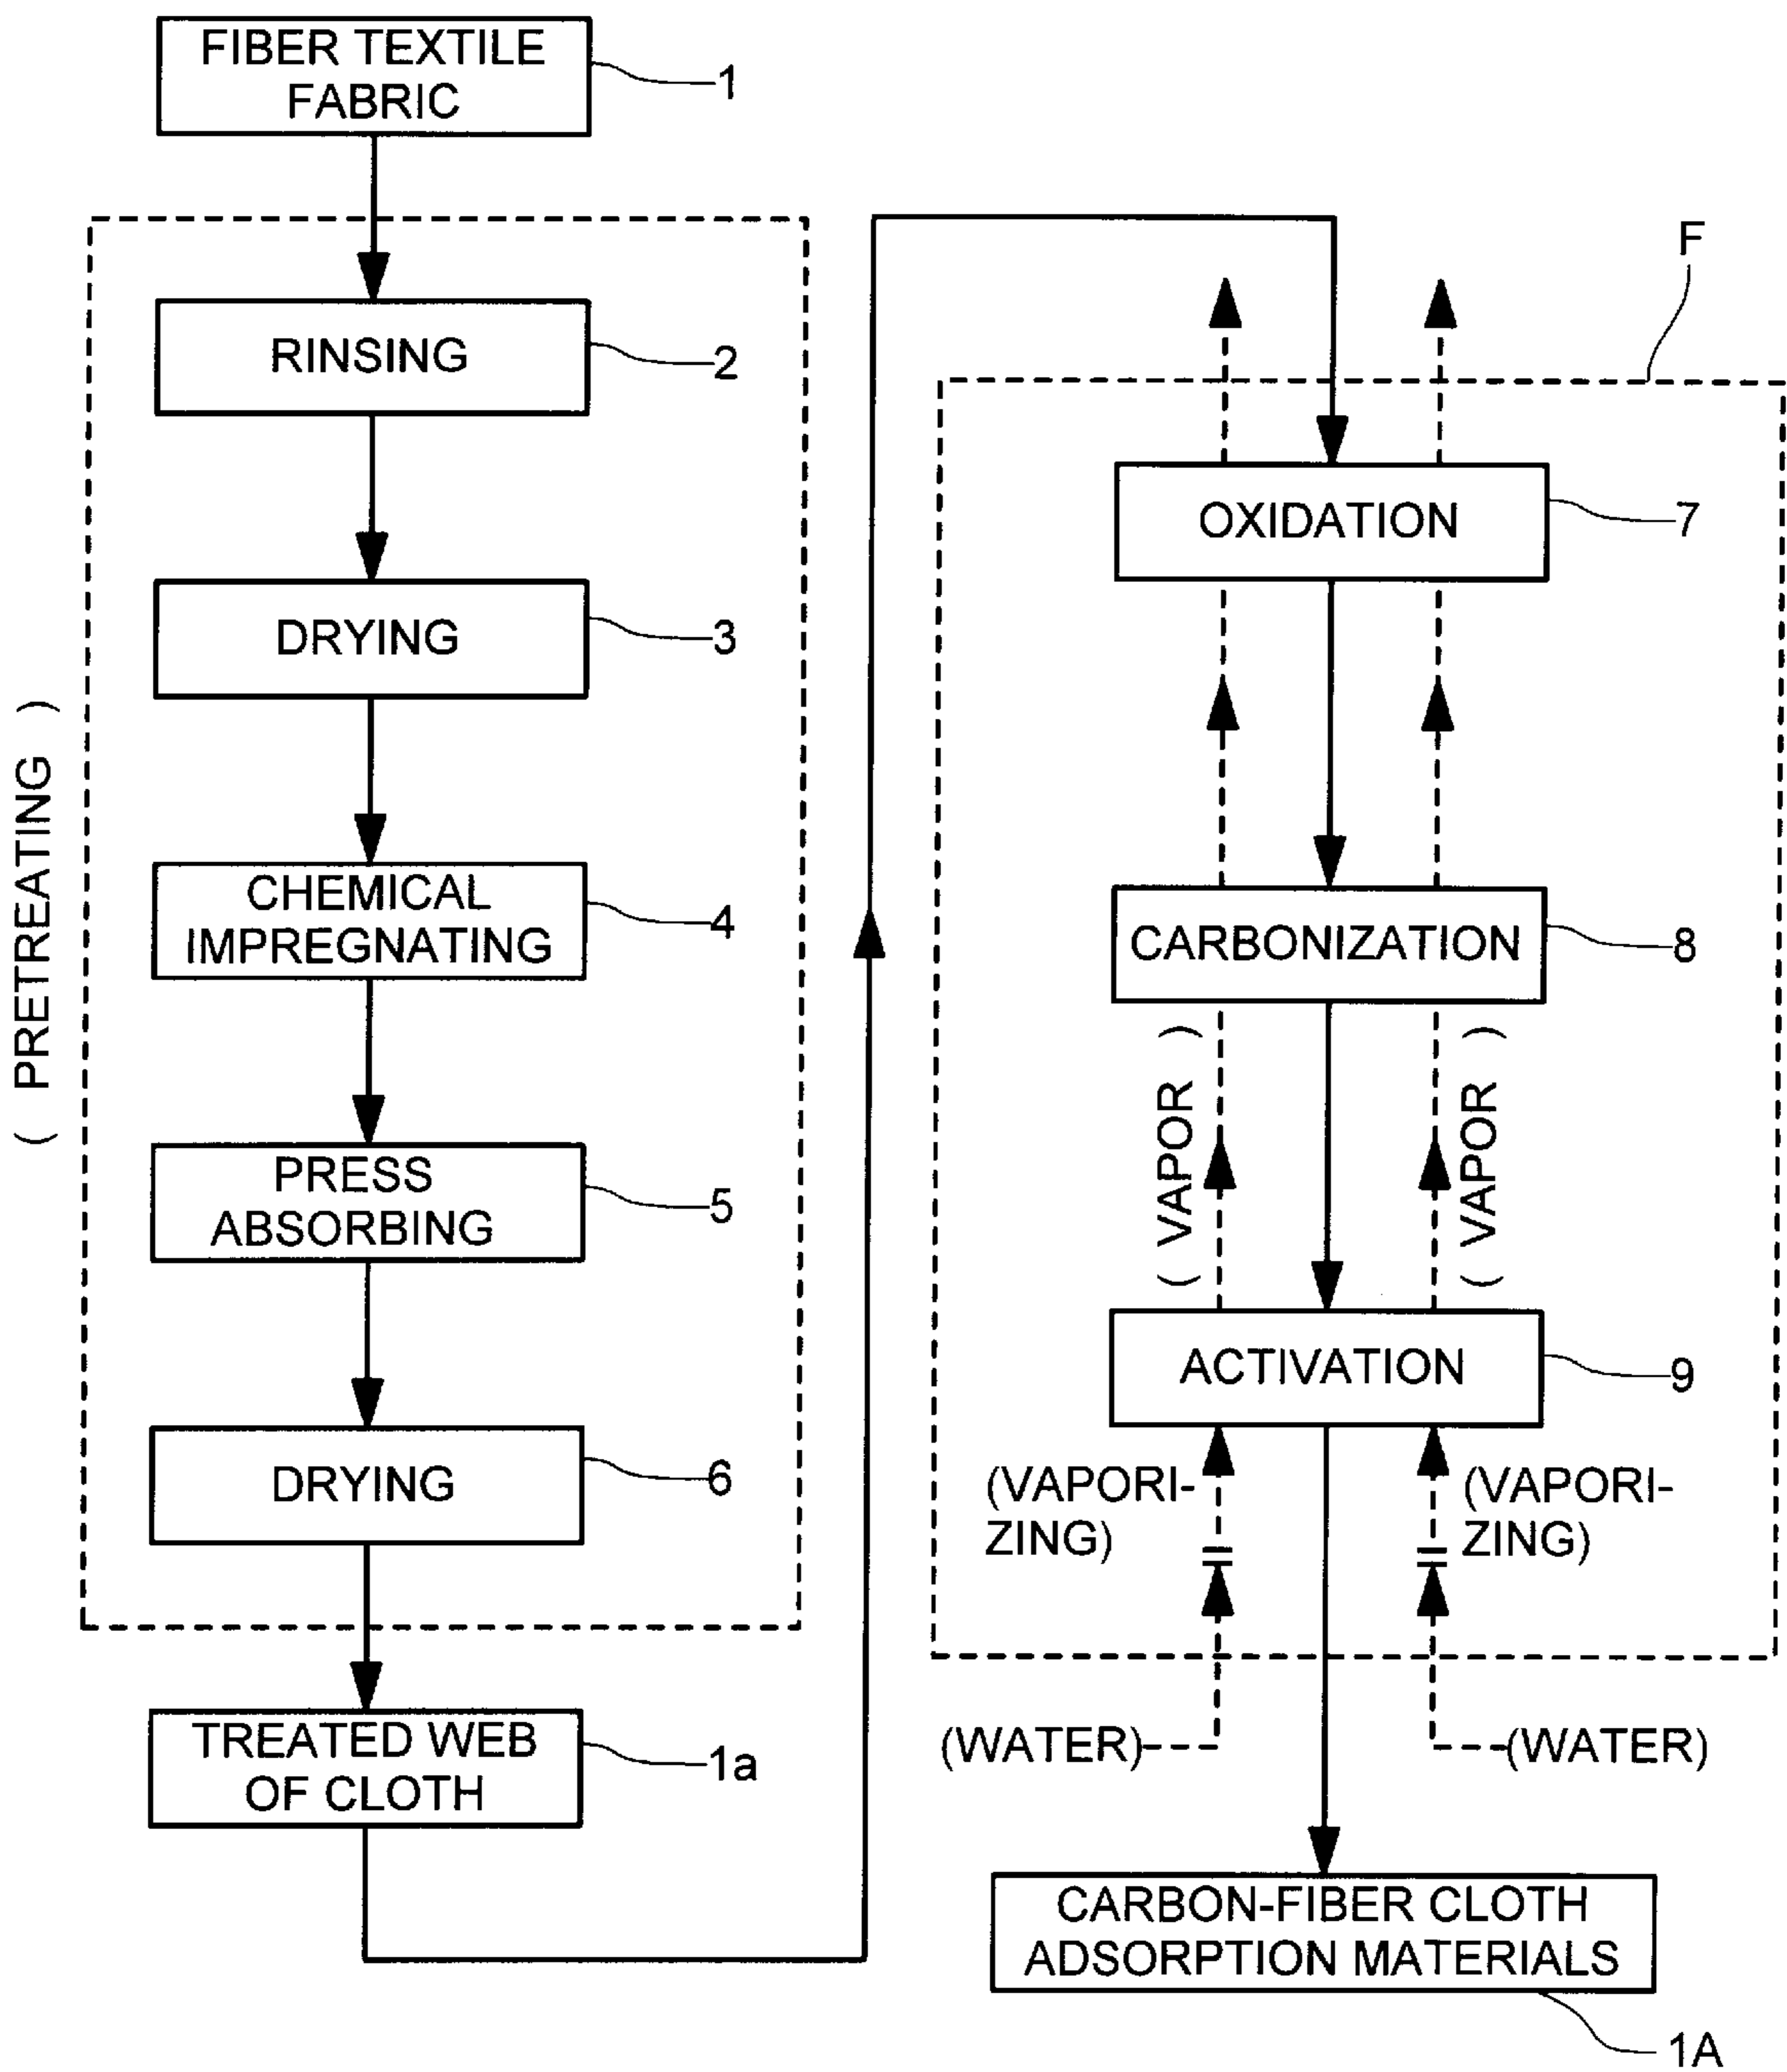 FIBER TEXTILE
FABRIC
1
( PRETREATING )
RINSING
2
DRYING
3
CHEMICAL
IMPREGNATING
4
PRESS
ABSORBING
5
DRYING
6
TREATED WEB
OF CLOTH
1a
F
OXIDATION
7
CARBONIZATION
8
( VAPOR )
( VAPOR )
ACTIVATION
9
(VAPORI-
ZING)
(VAPORI-
ZING)
(WATER)
(WATER)
CARBON-FIBER CLOTH
ADSORPTION MATERIALS
1A